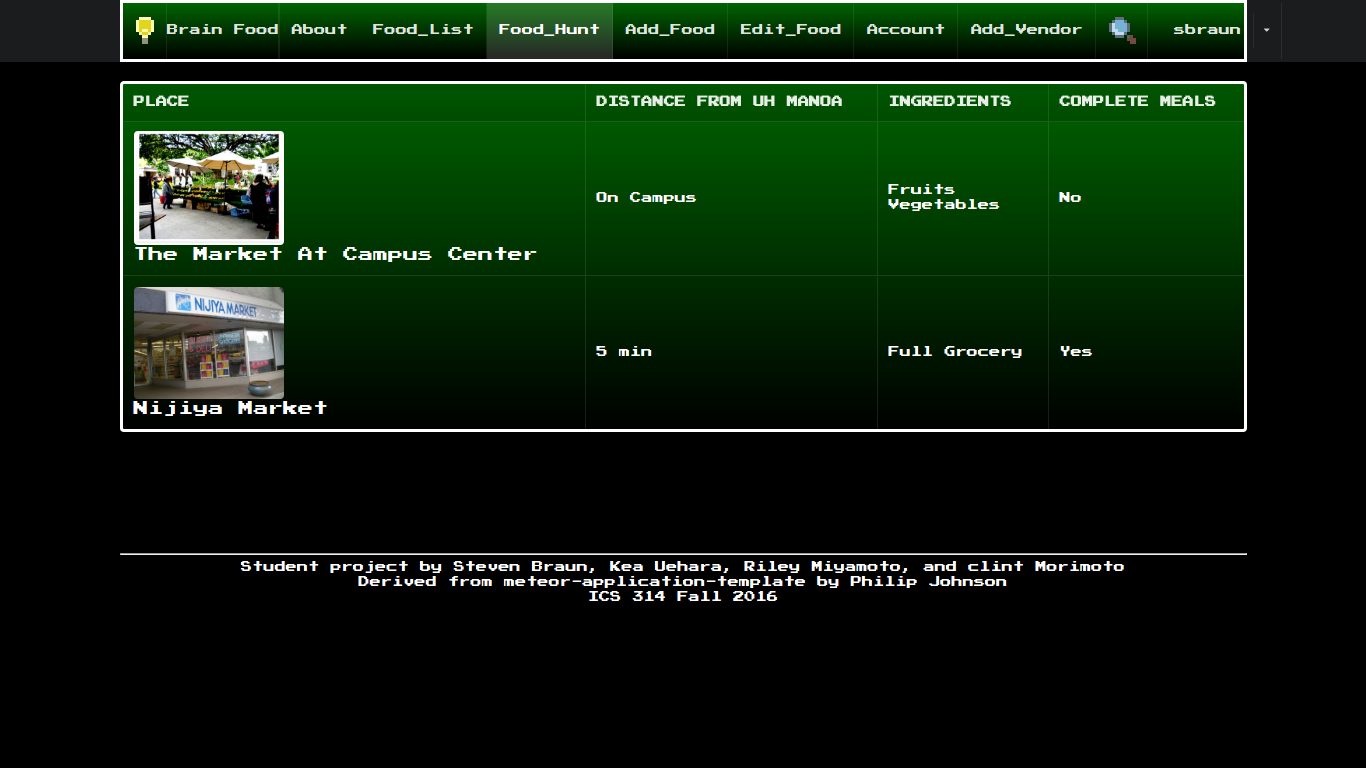 Brain Food About Food_List Food_Hunt Add_Food Edit_Food Account Add_Vendor sbraun
PLACE DISTANCE FROM UH MANOA INGREDIENTS COMPLETE MEALS
On Campus
Fruits
Vegetables
No
The Market At Campus Center
NIJIYA MARKET
5 min
Full Grocery
Yes
Nijiya Market
Student project by Steven Braun, Kea Uehara, Riley Miyamoto, and clint Morimoto
Derived from meteor-application-template by Philip Johnson
ICS 314 Fall 2016